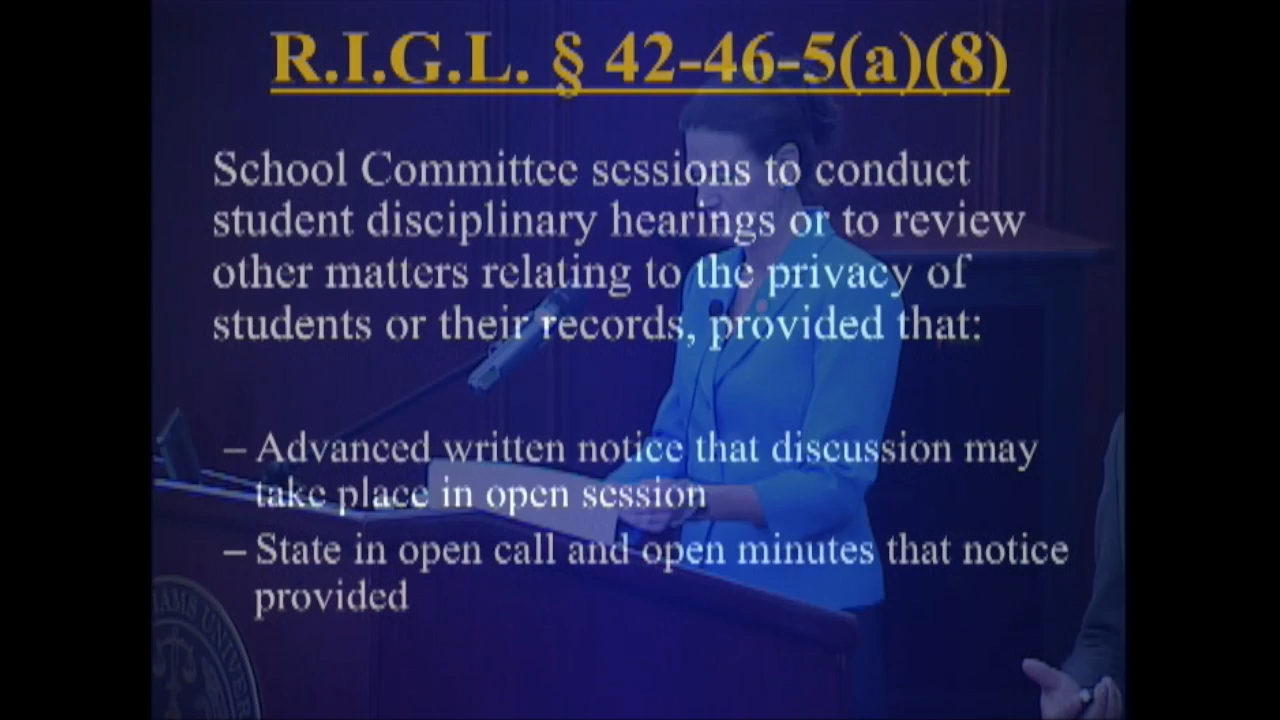 R.I.G.L. § 42-46-5(a)(8)
School Committee sessions to conduct
student disciplinary hearings or to review
other matters relating to the privacy of
students or their records, provided that:
– Advanced written notice that discussion may
take place in open session
– State in open call and open minutes that notice
provided
IAMS UNIVER